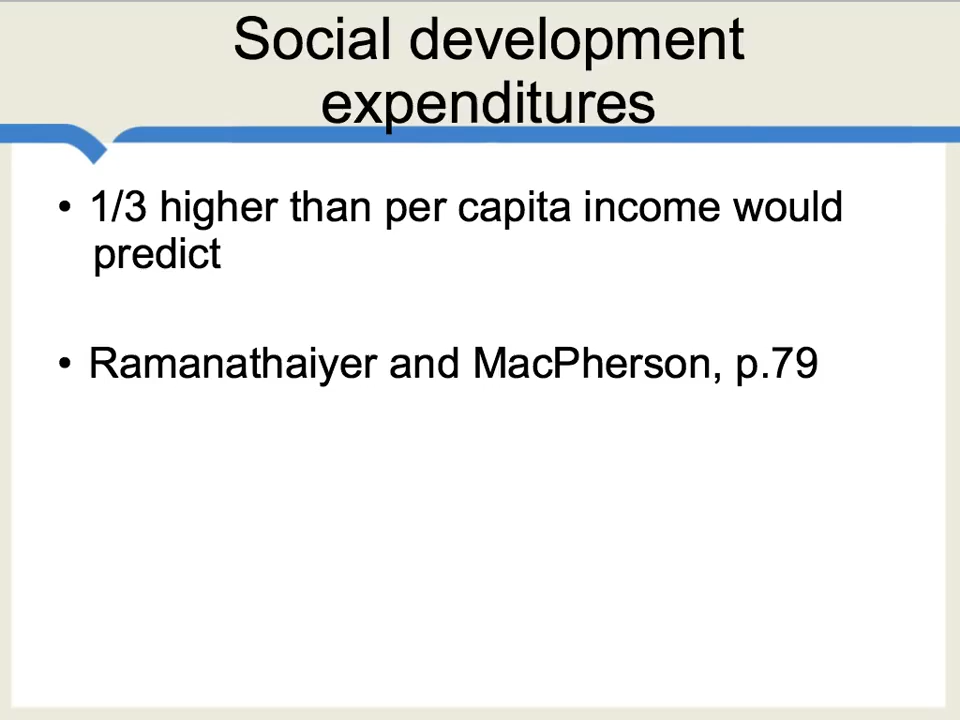 Social development
expenditures
• 1/3 higher than per capita income would
predict
• Ramanathaiyer and MacPherson, p.79